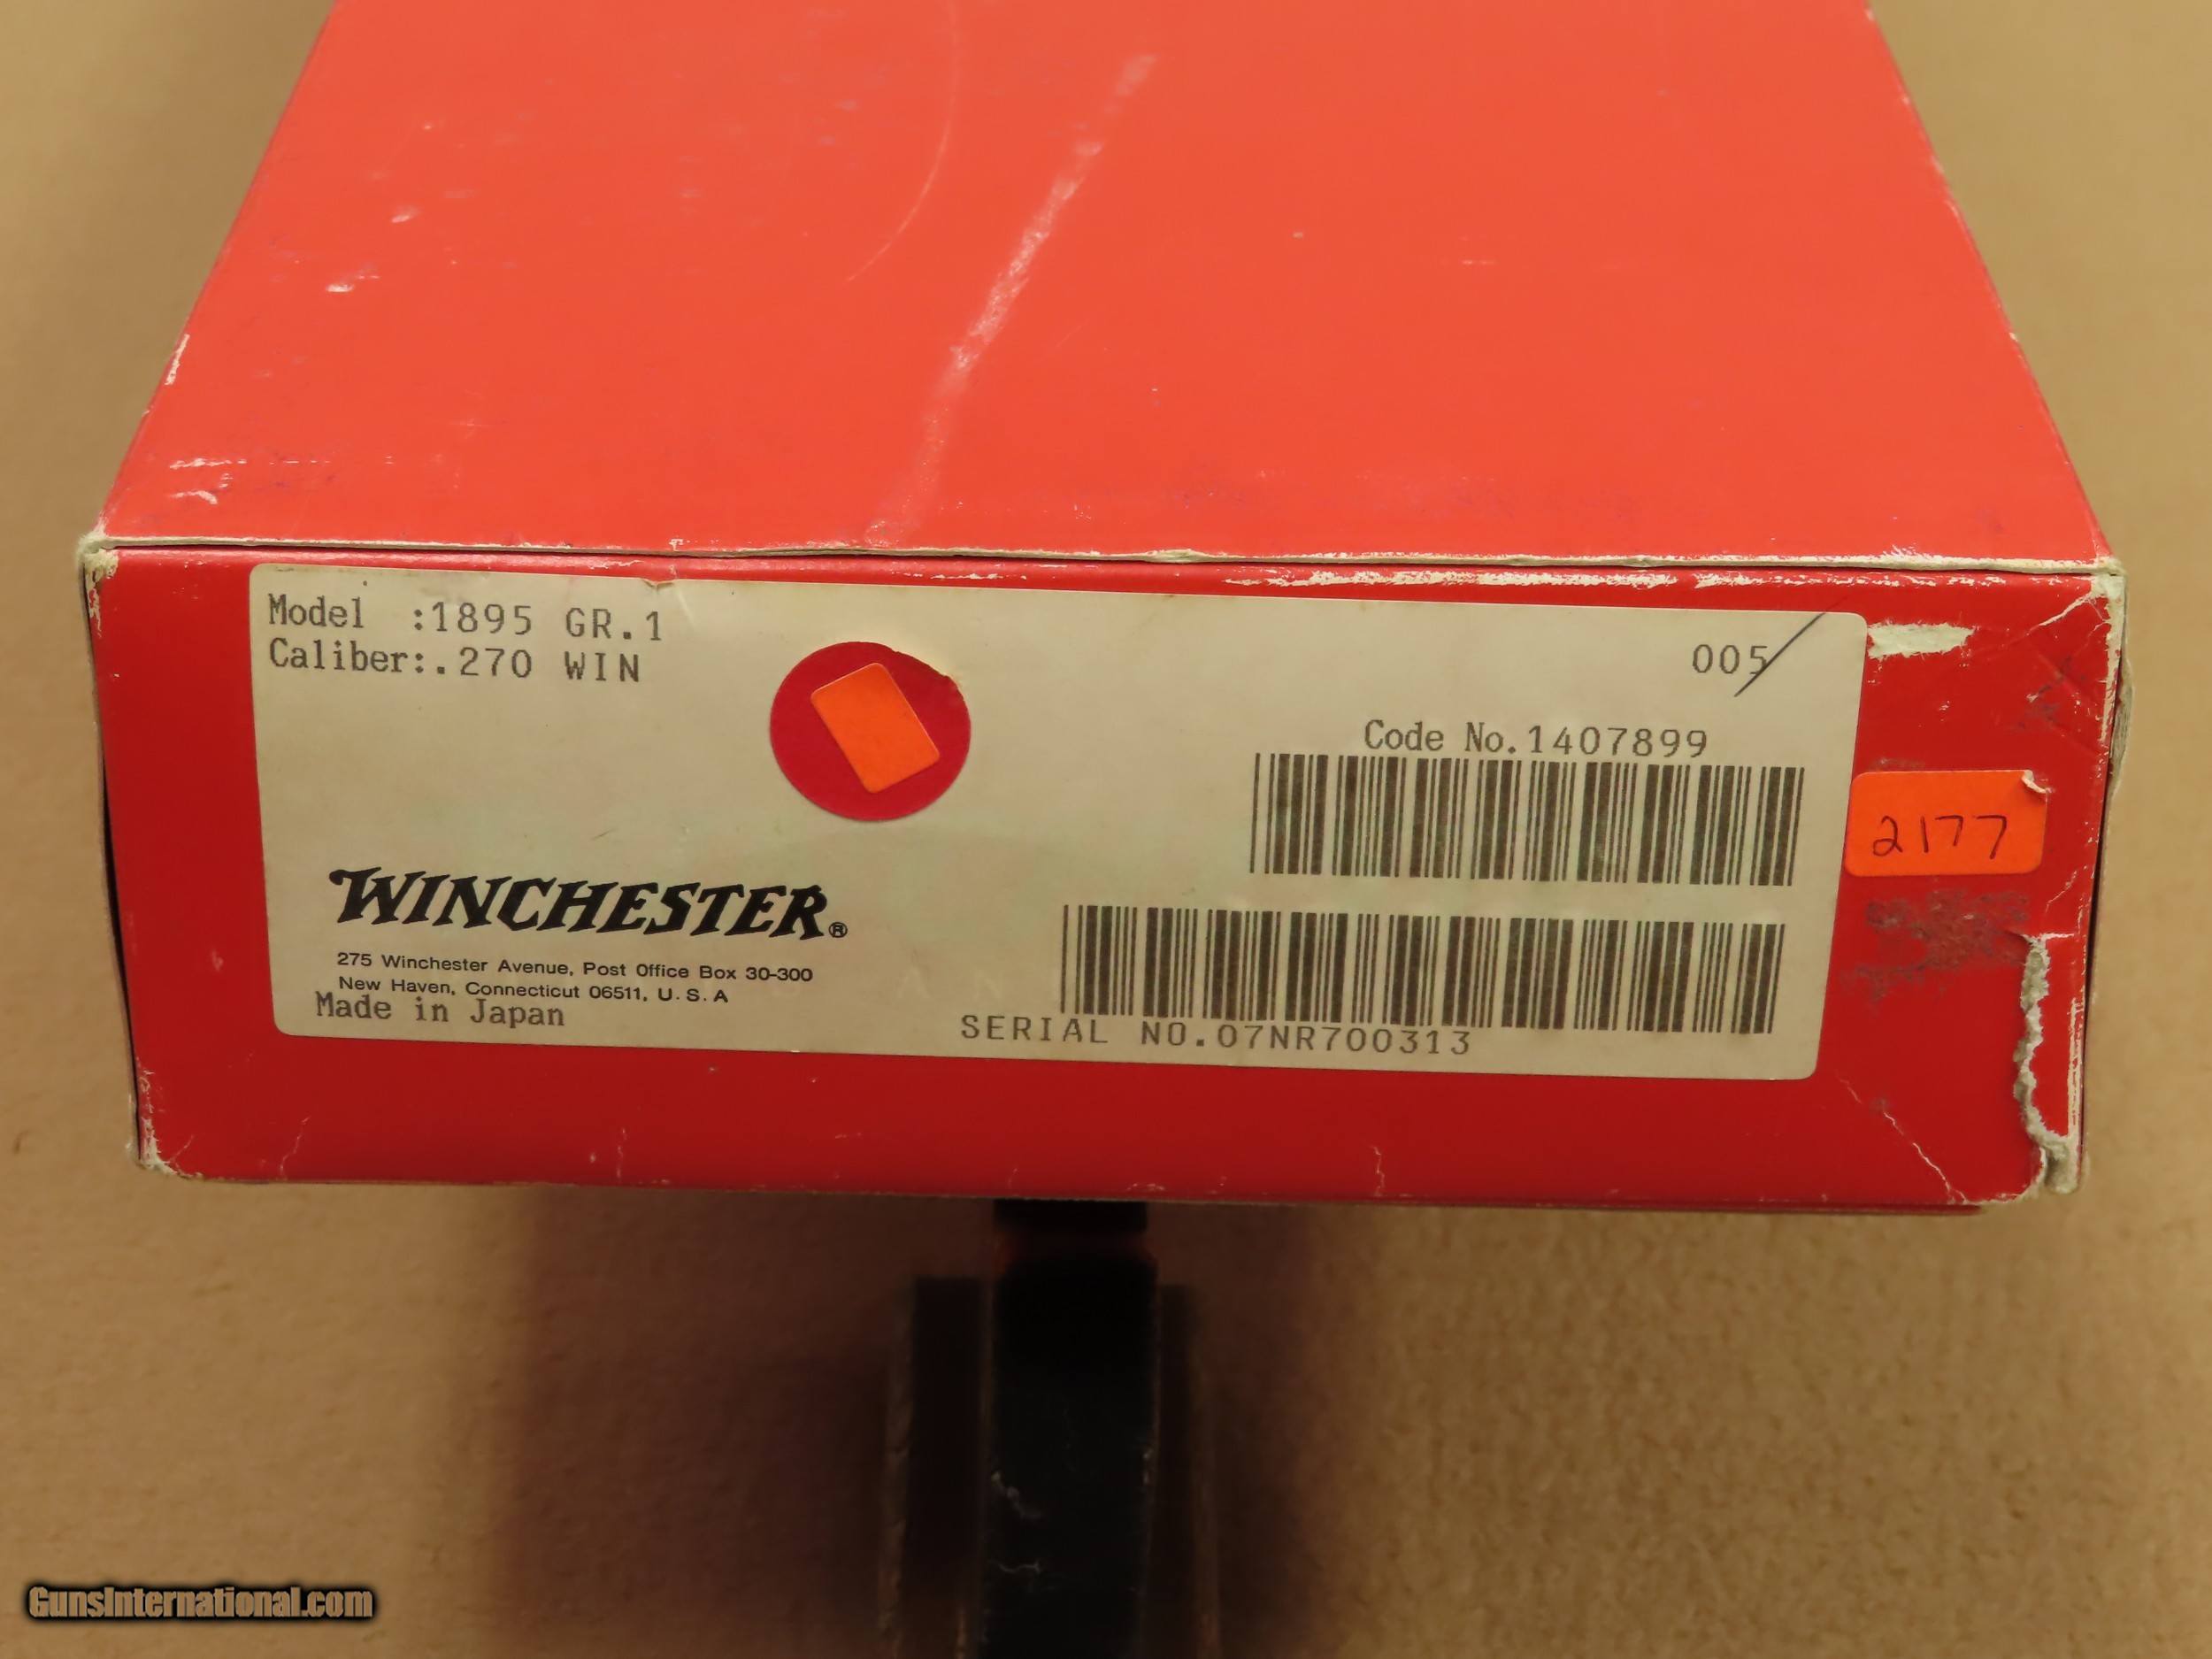 Model :1895 GR.1
Caliber:.270 WIN
005
Code No.1407899
2177
WINCHESTER®
275 Winchester Avenue, Post Office Box 30-300
New Haven, Connecticut 06511, U.S.A
Made in Japan
SERIAL NO.07NR700313
GunsInternational.com